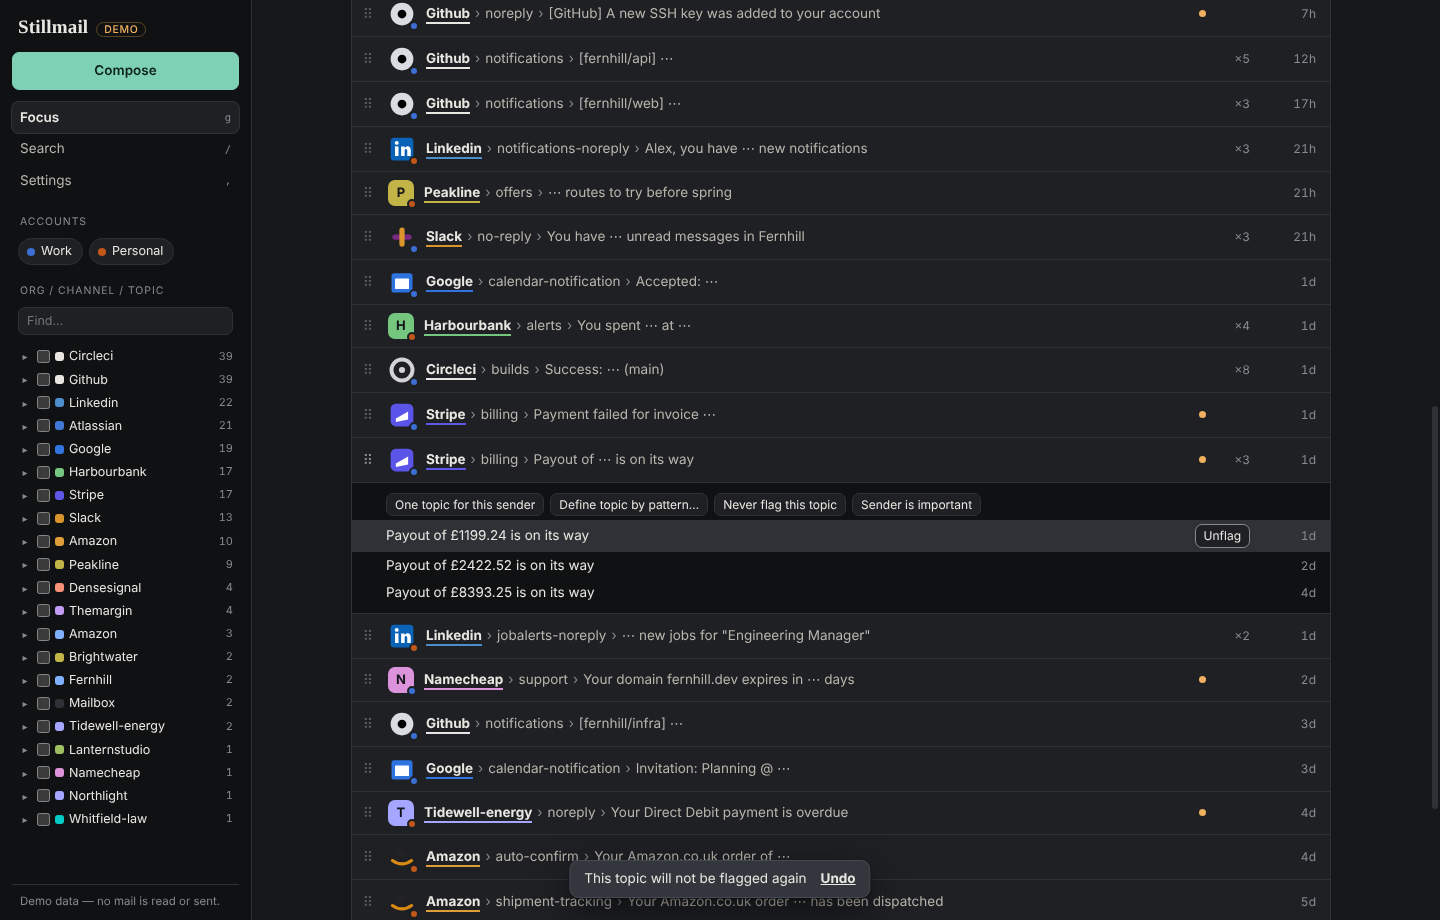 Stillmail DEMO
Compose
Focus g
Search /
Settings ,
ACCOUNTS
Work Personal
ORG / CHANNEL / TOPIC
Find...
Circleci 39
Github 39
Linkedin 22
Atlassian 21
Google 19
Harbourbank 17
Stripe 17
Slack 13
Amazon 10
Peakline 9
Densesignal 4
Themargin 4
Amazon 3
Brightwater 2
Fernhill 2
Mailbox 2
Tidewell-energy 2
Lanternstudio 1
Namecheap 1
Northlight 1
Whitfield-law 1
Demo data — no mail is read or sent.
Github › noreply › [GitHub] A new SSH key was added to your account 7h
Github › notifications › [fernhill/api] ··· ×5 12h
Github › notifications › [fernhill/web] ··· ×3 17h
in Linkedin › notifications-noreply › Alex, you have ··· new notifications ×3 21h
P Peakline › offers › ··· routes to try before spring 21h
Slack › no-reply › You have ··· unread messages in Fernhill ×3 21h
Google › calendar-notification › Accepted: ··· 1d
H Harbourbank › alerts › You spent ··· at ··· ×4 1d
Circleci › builds › Success: ··· (main) ×8 1d
Stripe › billing › Payment failed for invoice ··· 1d
Stripe › billing › Payout of ··· is on its way ×3 1d
One topic for this sender Define topic by pattern... Never flag this topic Sender is important
Payout of £1199.24 is on its way Unflag 1d
Payout of £2422.52 is on its way 2d
Payout of £8393.25 is on its way 4d
in Linkedin › jobalerts-noreply › ··· new jobs for "Engineering Manager" ×2 1d
N Namecheap › support › Your domain fernhill.dev expires in ··· days 2d
Github › notifications › [fernhill/infra] ··· 3d
Google › calendar-notification › Invitation: Planning @ ··· 3d
T Tidewell-energy › noreply › Your Direct Debit payment is overdue 4d
Amazon › auto-confirm › Your Amazon.co.uk order of ··· 4d
This topic will not be flagged again Undo
Amazon › shipment-tracking › Your Amazon.co.uk order ··· has been dispatched 5d